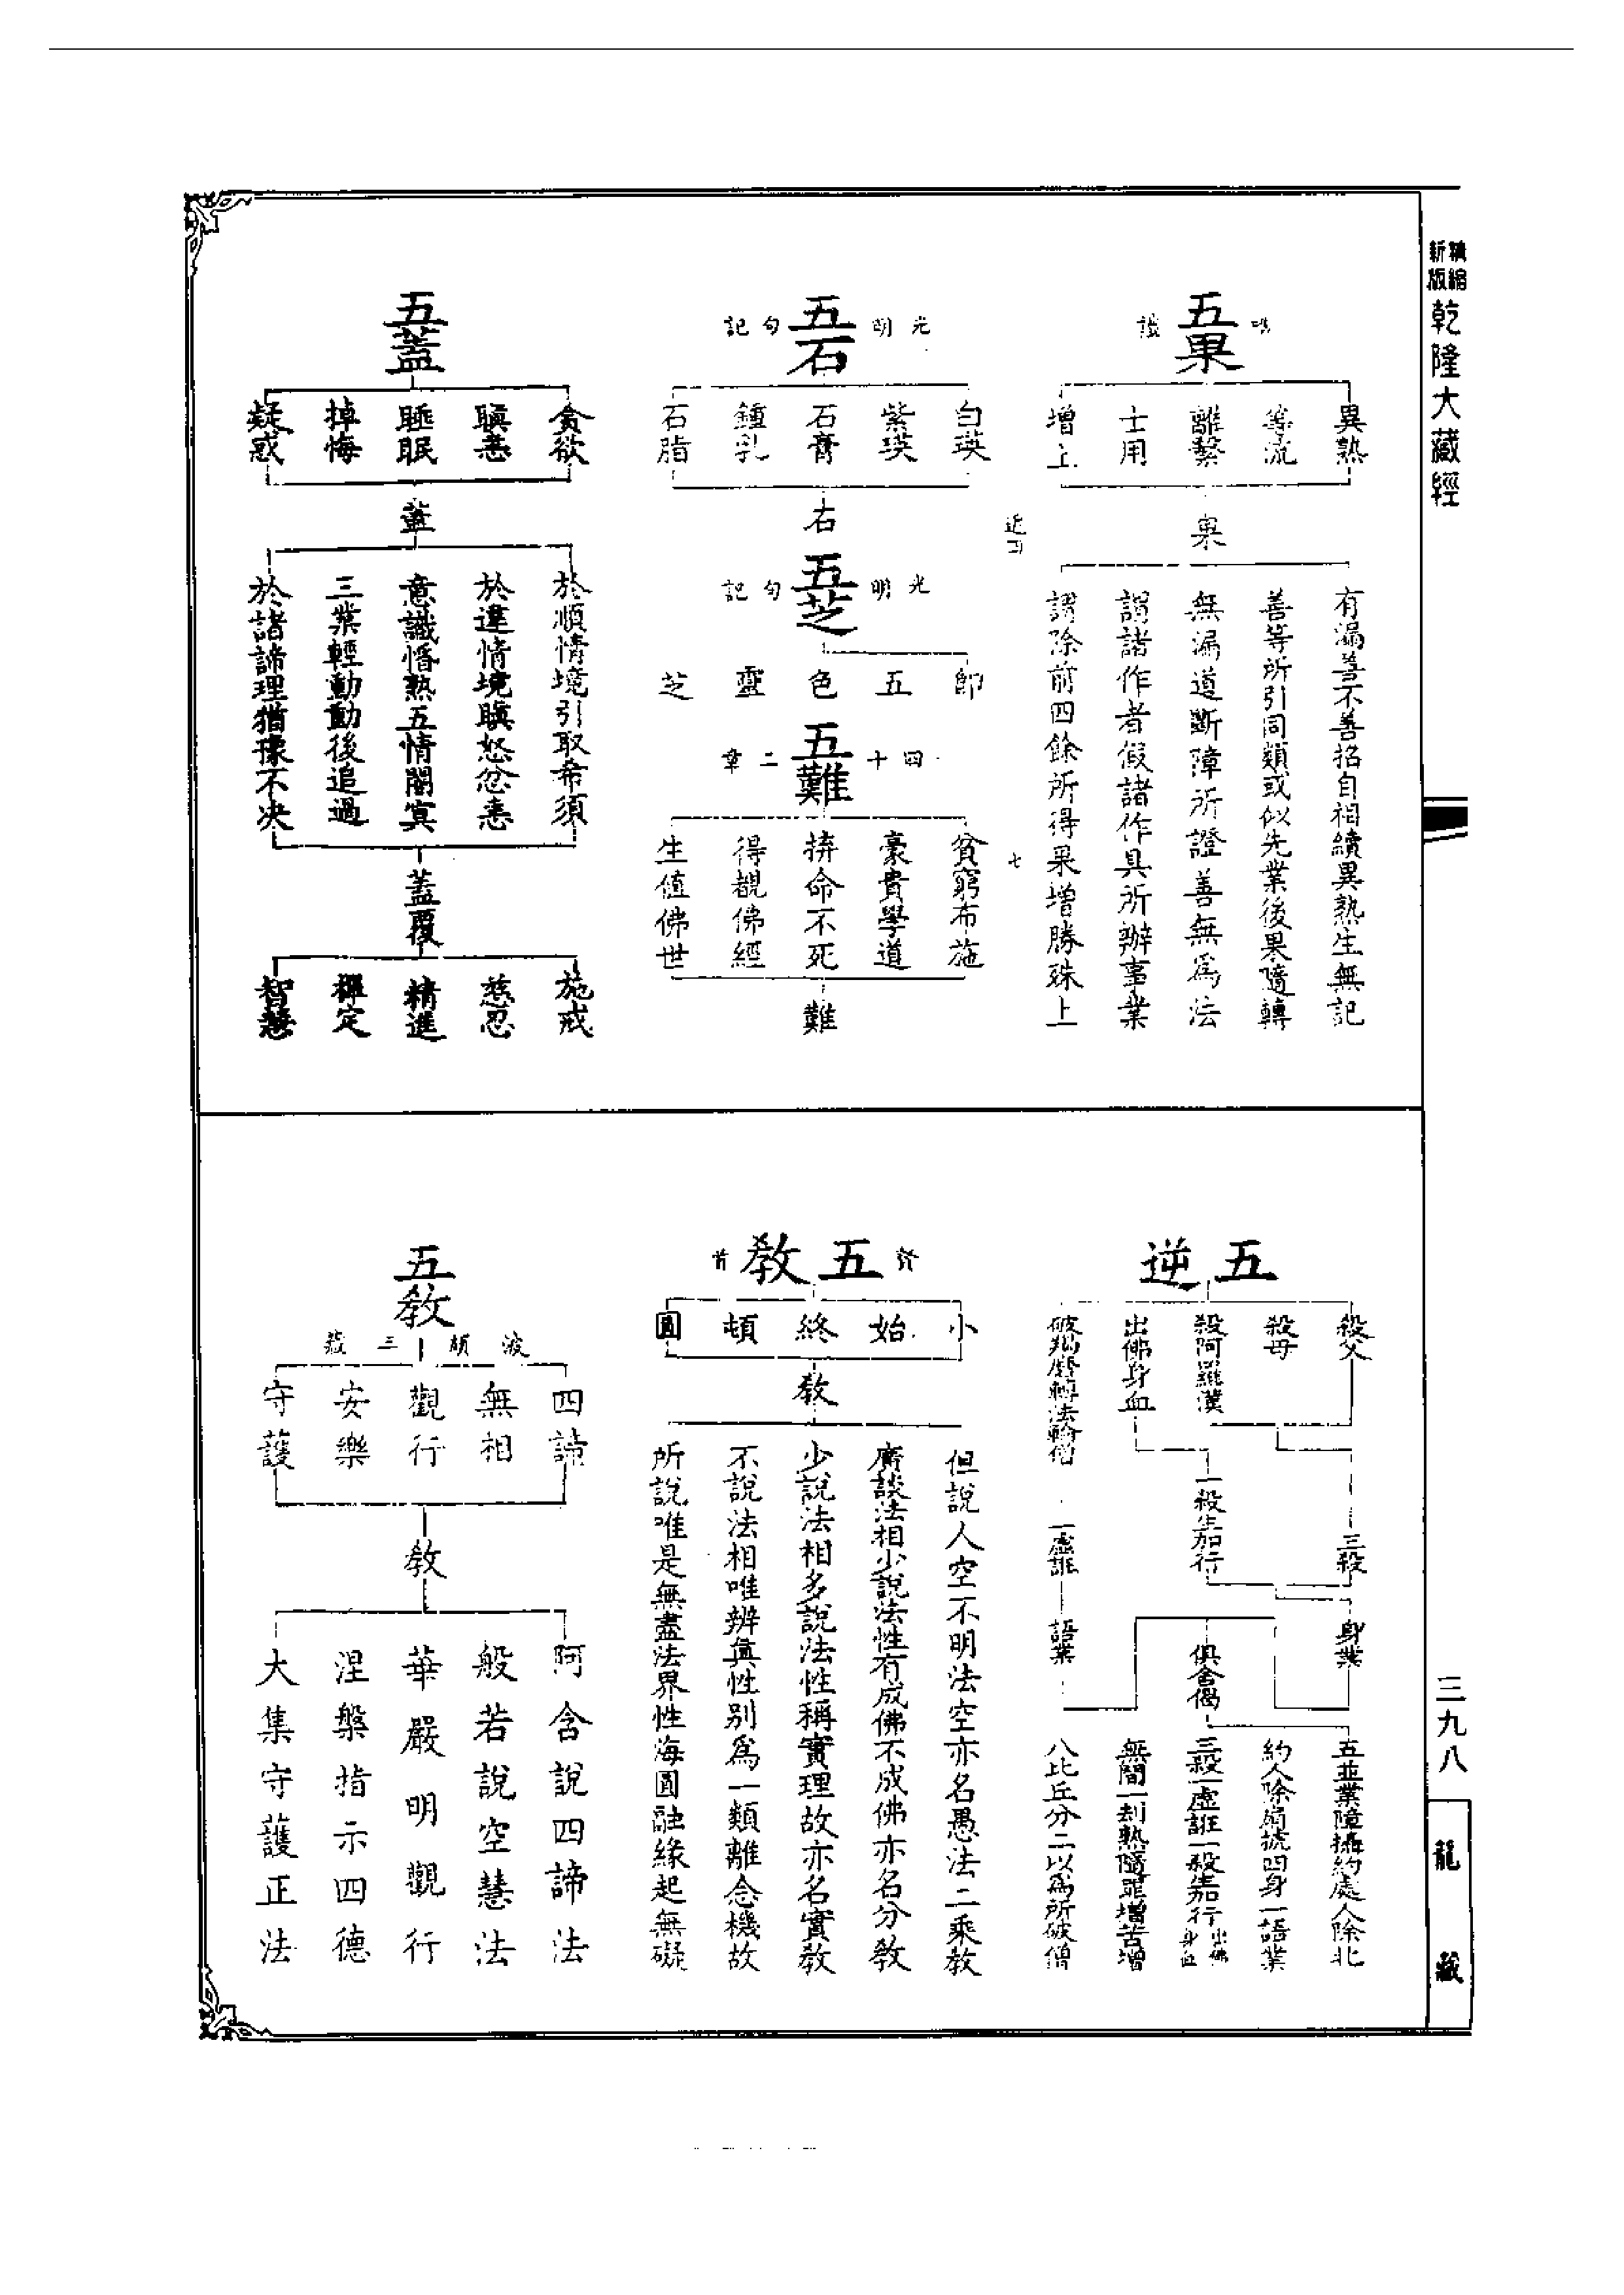 精縮新版
乾隆大藏經
五果
唯識
異熟
等流
離繫
士用
增上
果
有漏善不善招自相續異熟生無記
善等所引同類或似先業後果隨轉
無漏道斷障所證善無為法
謂諸作者假諸作具所辦事業
謂除前四餘所得果增勝殊上
七
五石
光明句記
白瑛
紫瑛
石膏
鍾乳
石脂
右
五芝
光明句記
即五色靈芝
五難
四十二章
貧窮布施
豪貴學道
拚命不死
得覩佛經
生值佛世
難
五蓋
貪欲
瞋恚
睡眠
掉悔
疑惑
蓋
於順情境引取希須
於違情境瞋怒忿恚
意識惛熟五情闇冥
三業輕動動後追過
於諸諦理猶豫不決
蓋覆
施戒
慈忍
精進
禪定
智慧
五逆
殺父
殺母
殺阿羅漢
出佛身血
破羯磨轉法輪僧
三殺
一殺生加行
一虛誑
身業
語業
俱舍偈
五並業障攝約處人除北
約人除扇搋四身一語業
三殺一虛誑一殺生加行出佛身血
無間一刦熟隨罪增苦增
八比丘分二以為所破僧
五教
賢首
小
始
終
頓
圓
教
但說人空不明法空亦名愚法二乘教
廣談法相少說法性有成佛不成佛亦名分教
少說法相多說法性稱實理故亦名實教
不說法相唯辨真性別為一類離念機故
所說唯是無盡法界性海圓融緣起無礙
五教
波頗三藏
四諦
無相
觀行
安樂
守護
教
阿含說四諦法
般若說空慧法
華嚴明觀行
涅槃指示四德
大集守護正法
三九八
龍藏